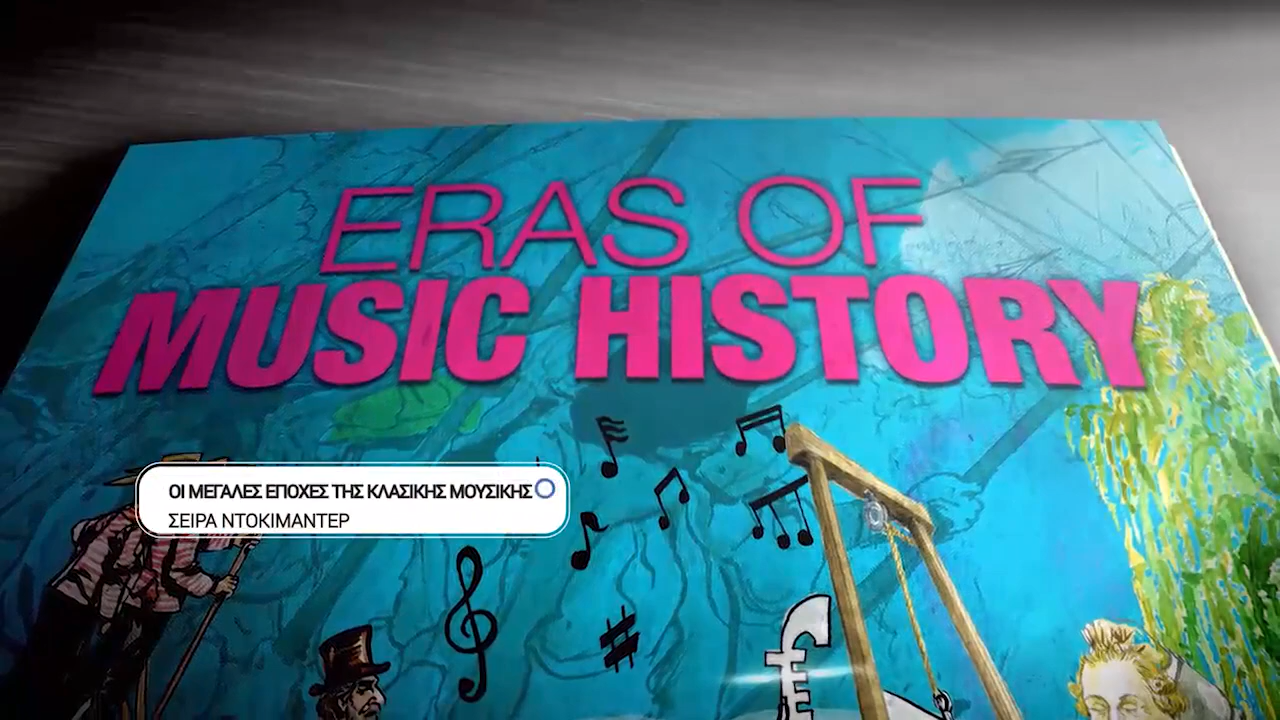 ERAS OF
MUSIC HISTORY
ΟΙ ΜΕΓΑΛΕΣ ΕΠΟΧΕΣ ΤΗΣ ΚΛΑΣΙΚΗΣ ΜΟΥΣΙΚΗΣ
ΣΕΙΡΑ ΝΤΟΚΙΜΑΝΤΕΡ
£